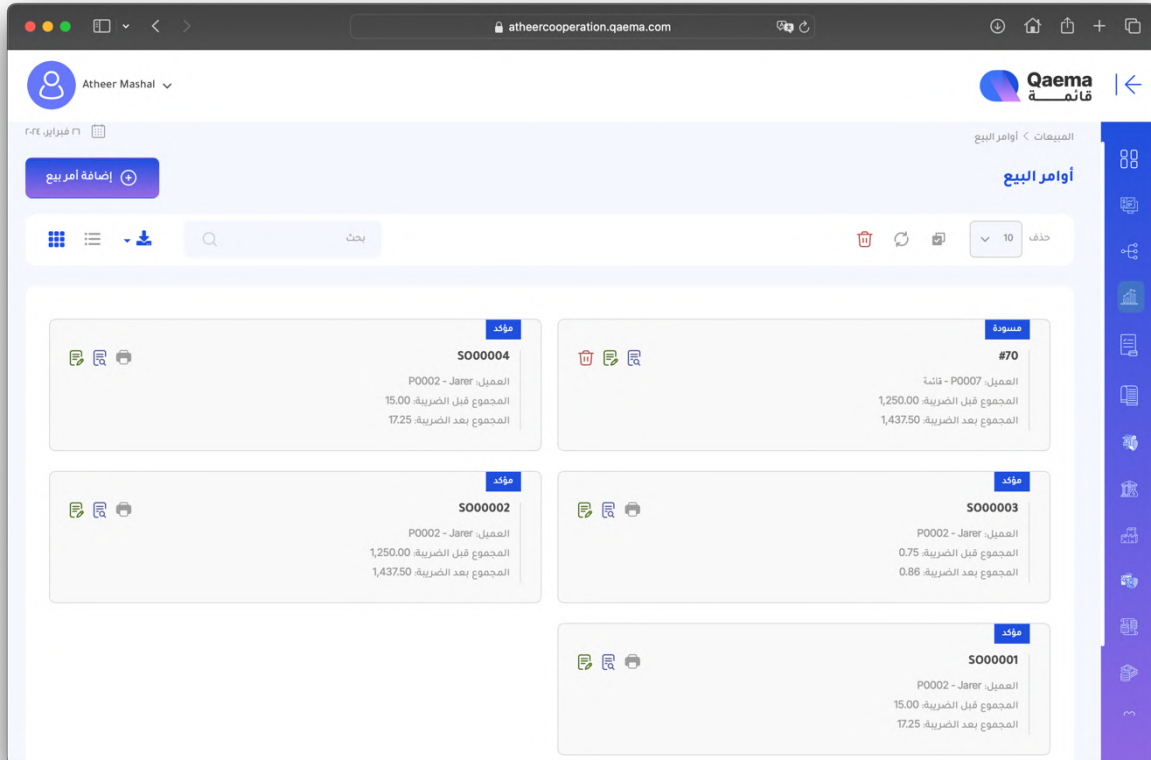 atheercooperation.qaema.com
Qaema
قائمة
Atheer Mashal
المبيعات > أوامر البيع
٢٦ فبراير، ٢٠٢٤
أوامر البيع
إضافة أمر بيع
حذف
10
بحث
مسودة
#70
العميل: P0007 - قائمة
المجموع قبل الضريبة: 1,250.00
المجموع بعد الضريبة: 1,437.50
مؤكد
SO00004
العميل: P0002 - Jarer
المجموع قبل الضريبة: 15.00
المجموع بعد الضريبة: 17.25
مؤكد
SO00003
العميل: P0002 - Jarer
المجموع قبل الضريبة: 0.75
المجموع بعد الضريبة: 0.86
مؤكد
SO00002
العميل: P0002 - Jarer
المجموع قبل الضريبة: 1,250.00
المجموع بعد الضريبة: 1,437.50
مؤكد
SO00001
العميل: P0002 - Jarer
المجموع قبل الضريبة: 15.00
المجموع بعد الضريبة: 17.25